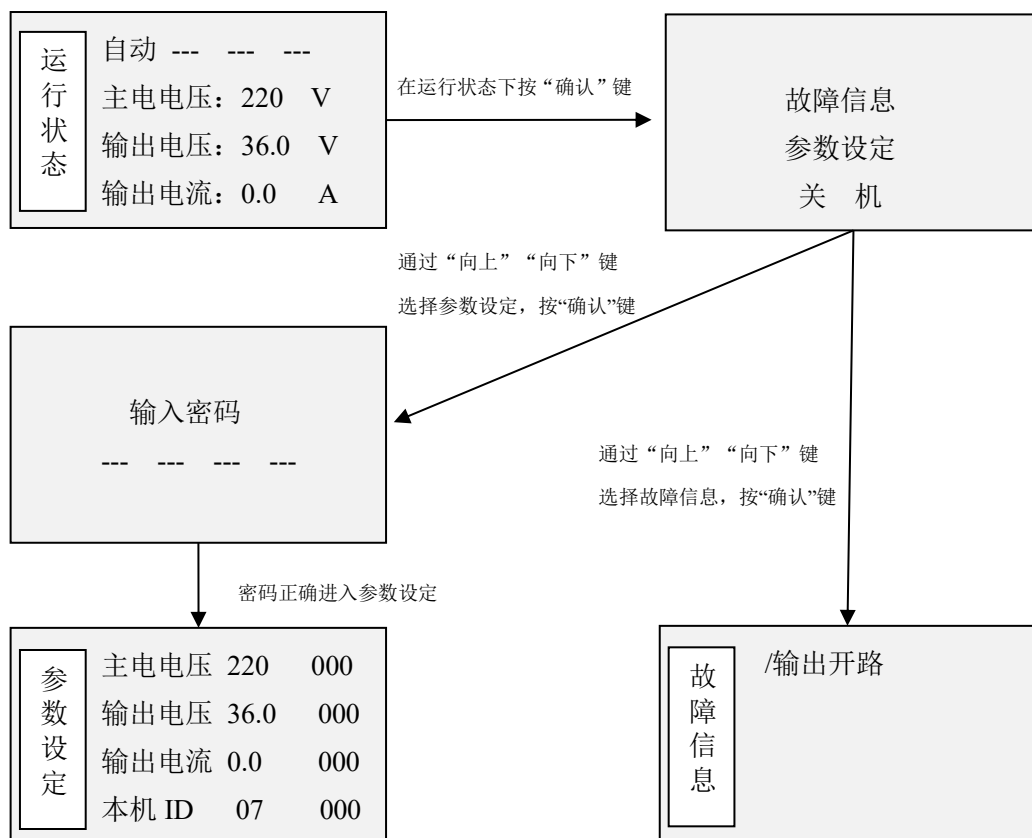 运行状态
自动 --- --- ---
主电电压：220 V
输出电压：36.0 V
输出电流：0.0 A
在运行状态下按“确认”键
故障信息
参数设定
关 机
通过“向上”“向下”键
选择参数设定，按“确认”键
输入密码
--- --- --- ---
通过“向上”“向下”键
选择故障信息，按“确认”键
密码正确进入参数设定
参数设定
主电电压 220 000
输出电压 36.0 000
输出电流 0.0 000
本机 ID 07 000
故障信息
/输出开路